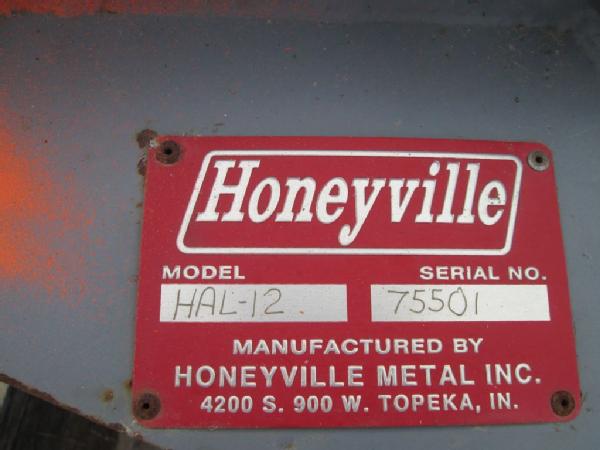 Honeyville
MODEL SERIAL NO.
HAL-12 75501
MANUFACTURED BY
HONEYVILLE METAL INC.
4200 S. 900 W. TOPEKA, IN.